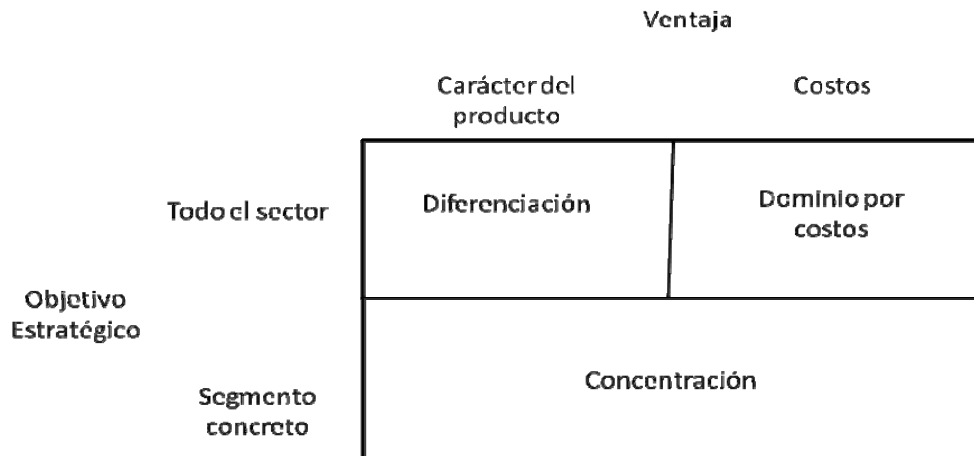 Ventaja
Carácter del
producto
Costos
Todo el sector
Diferenciación
Dominio por
costos
Objetivo
Estratégico
Segmento
concreto
Concentración